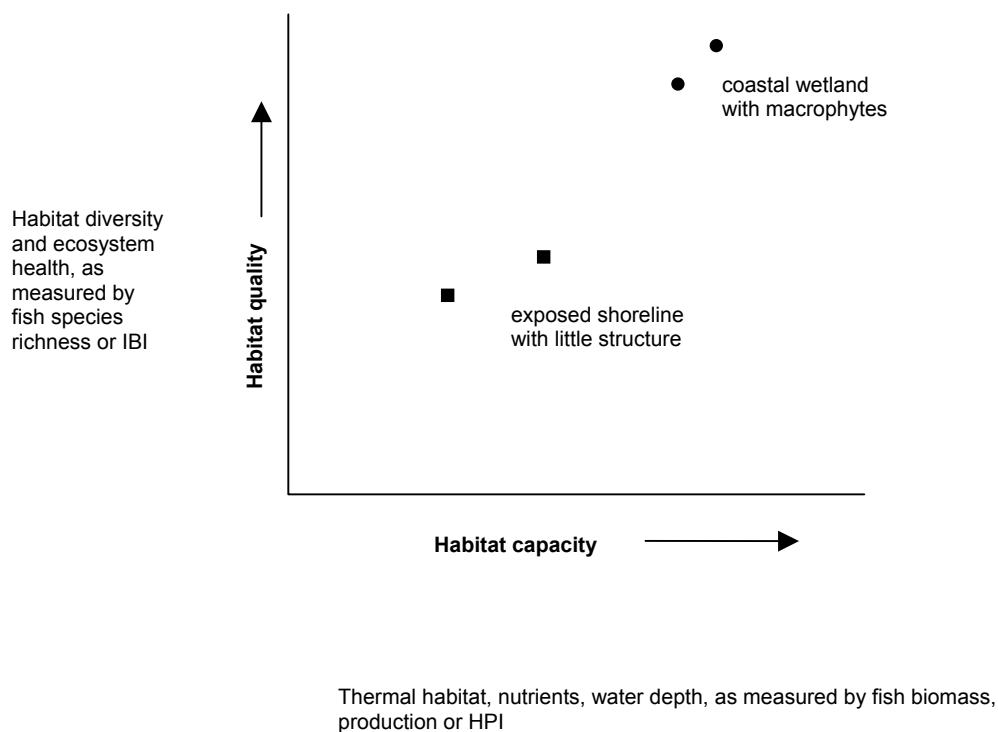 coastal wetland
with macrophytes
Habitat diversity
and ecosystem
health, as
measured by
fish species
richness or IBI
Habitat quality
exposed shoreline
with little structure
Habitat capacity
Thermal habitat, nutrients, water depth, as measured by fish biomass,
production or HPI